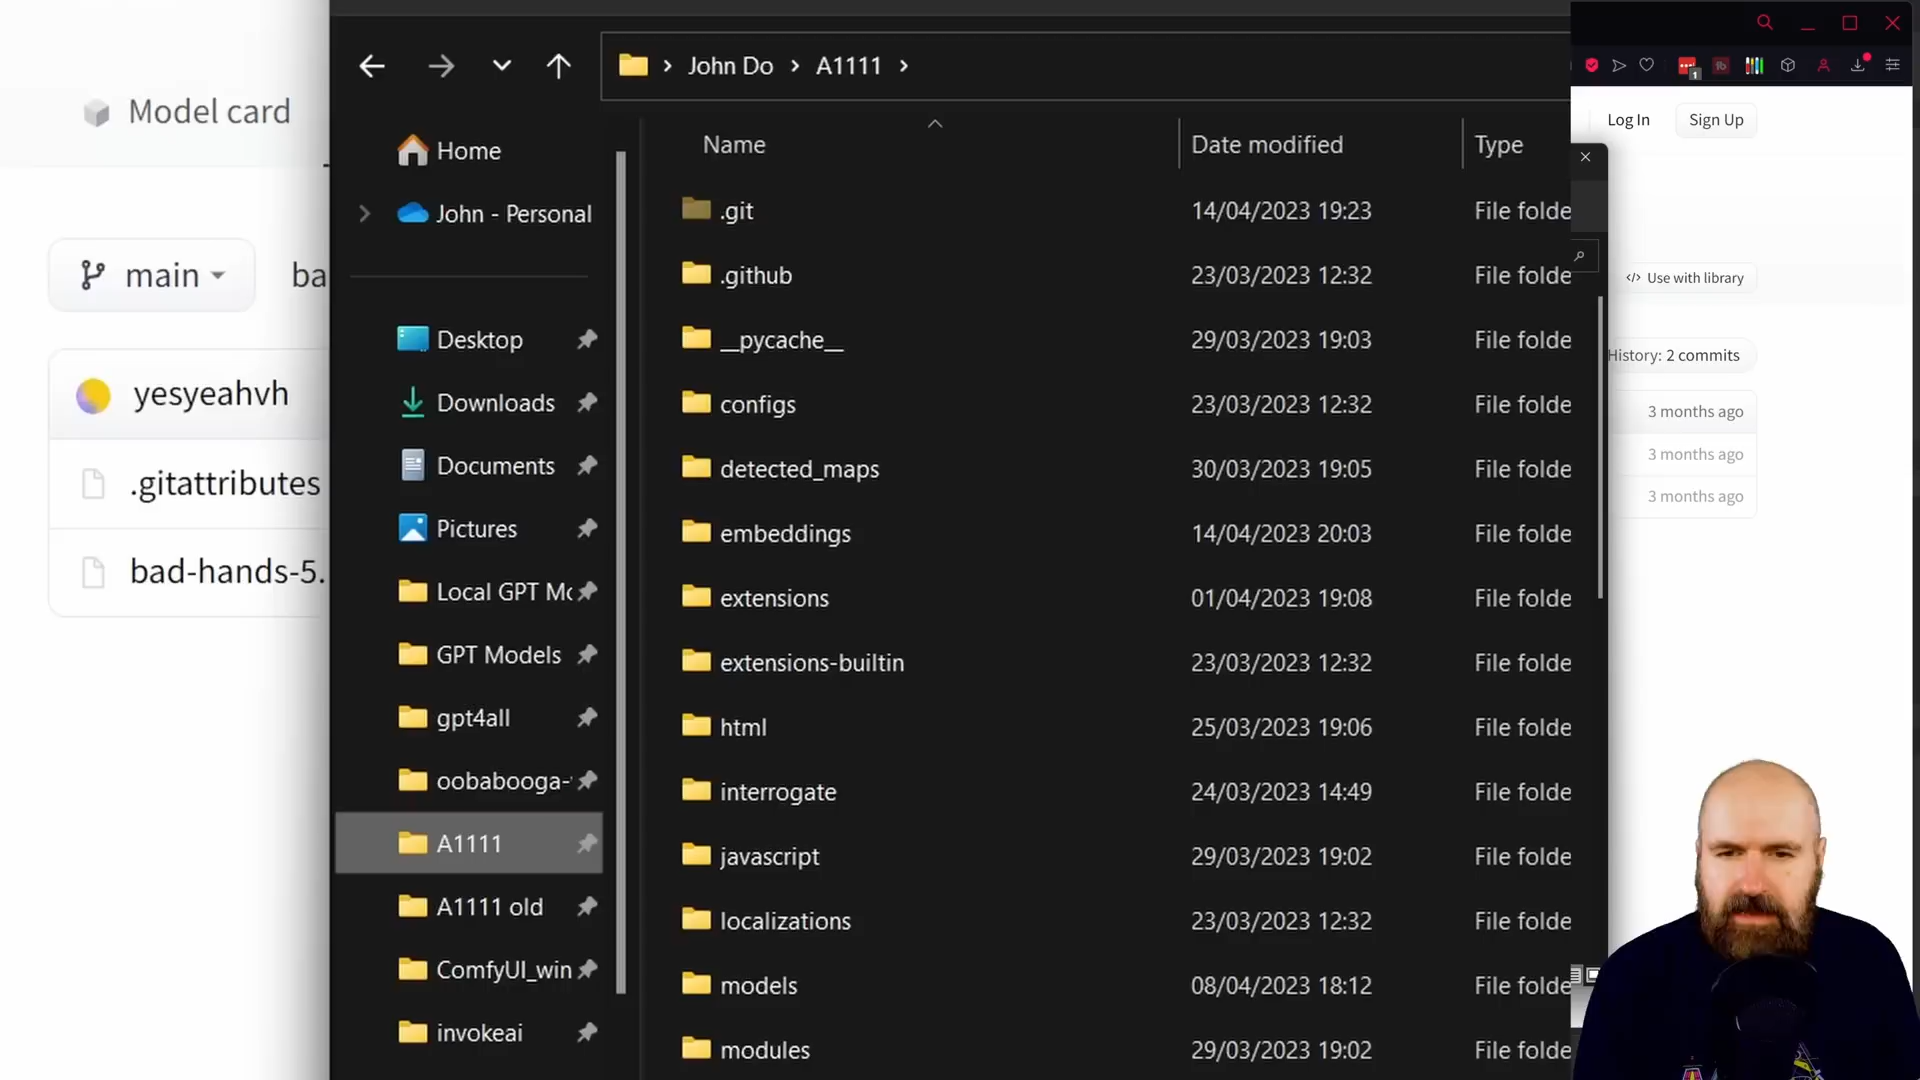 Model card
main
ba
yesyeahvh
.gitattributes
bad-hands-5.
John Do
A1111
Home
John - Personal
Desktop
Downloads
Documents
Pictures
Local GPT Mo
GPT Models
gpt4all
oobabooga-
A1111
A1111 old
ComfyUI_win
invokeai
Name Date modified Type
.git 14/04/2023 19:23 File folde
.github 23/03/2023 12:32 File folde
__pycache__ 29/03/2023 19:03 File folde
configs 23/03/2023 12:32 File folde
detected_maps 30/03/2023 19:05 File folde
embeddings 14/04/2023 20:03 File folde
extensions 01/04/2023 19:08 File folde
extensions-builtin 23/03/2023 12:32 File folde
html 25/03/2023 19:06 File folde
interrogate 24/03/2023 14:49 File folde
javascript 29/03/2023 19:02 File folde
localizations 23/03/2023 12:32 File folde
models 08/04/2023 18:12 File folde
modules 29/03/2023 19:02 File folde
1
Log In Sign Up
</> Use with library
History: 2 commits
3 months ago
3 months ago
3 months ago